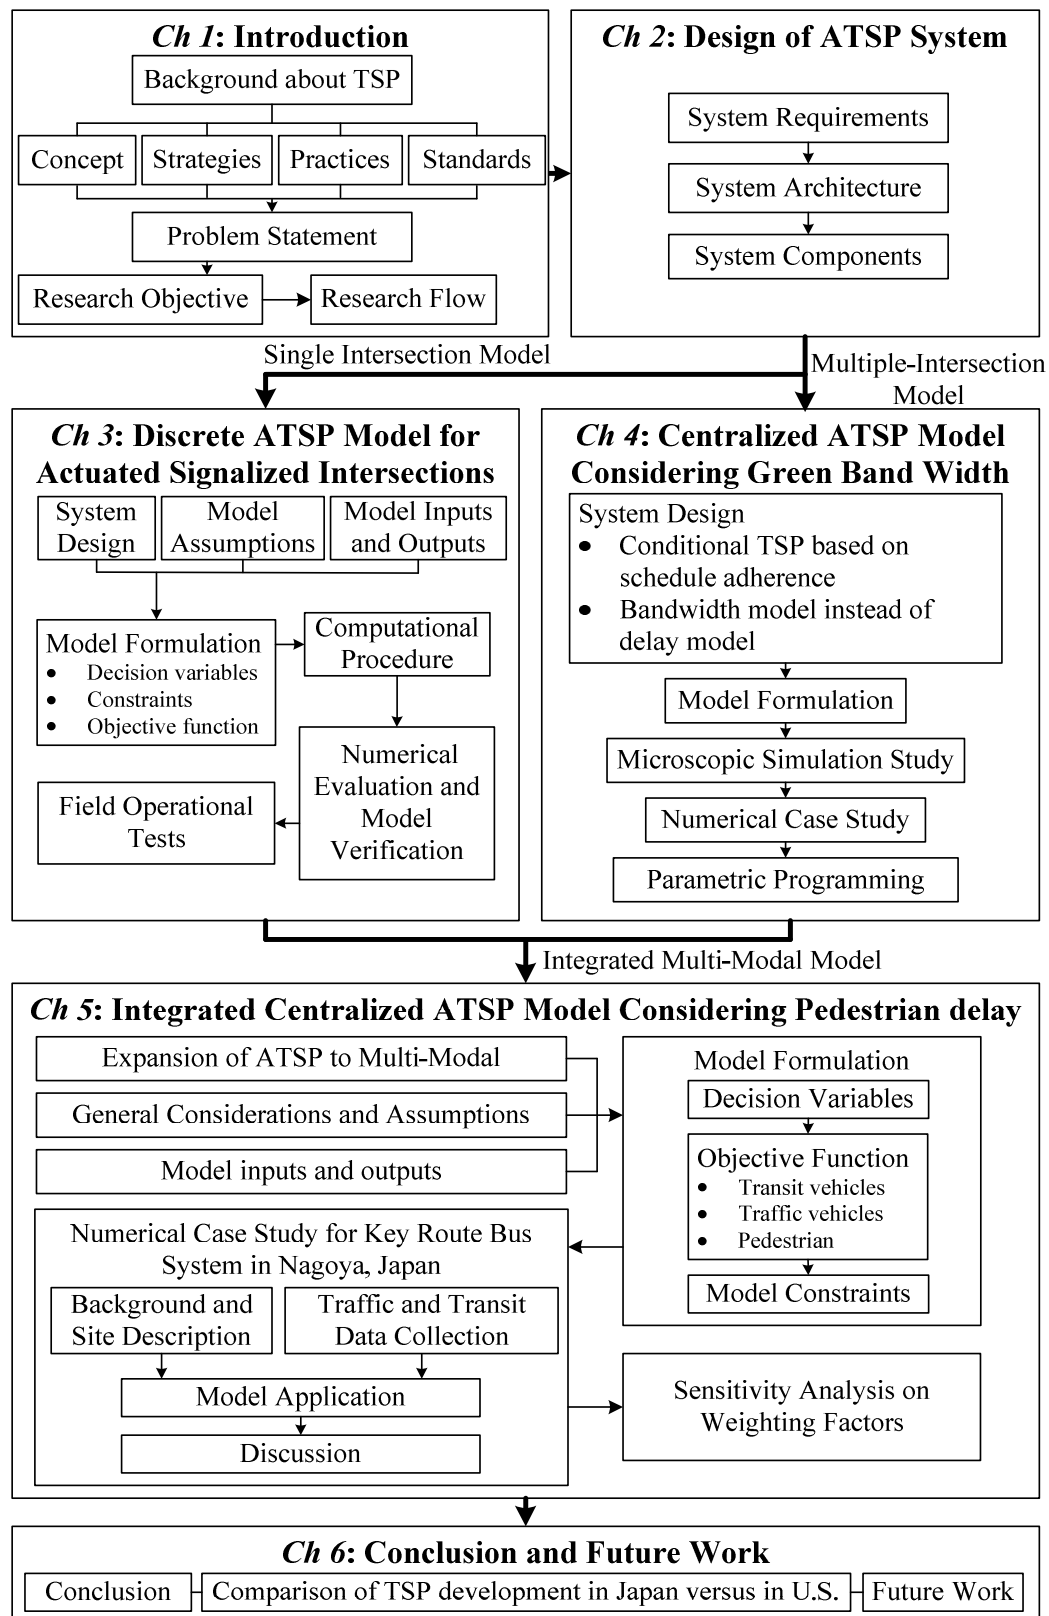 Ch 1: Introduction
Background about TSP
Concept
Strategies
Practices
Standards
Problem Statement
Research Objective
Research Flow
Ch 2: Design of ATSP System
System Requirements
System Architecture
System Components
Single Intersection Model
Multiple-Intersection
Model
Ch 3: Discrete ATSP Model for
Actuated Signalized Intersections
System
Design
Model
Assumptions
Model Inputs
and Outputs
Model Formulation
• Decision variables
• Constraints
• Objective function
Computational
Procedure
Numerical
Evaluation and
Model
Verification
Field Operational
Tests
Ch 4: Centralized ATSP Model
Considering Green Band Width
System Design
• Conditional TSP based on
schedule adherence
• Bandwidth model instead of
delay model
Model Formulation
Microscopic Simulation Study
Numerical Case Study
Parametric Programming
Integrated Multi-Modal Model
Ch 5: Integrated Centralized ATSP Model Considering Pedestrian delay
Expansion of ATSP to Multi-Modal
General Considerations and Assumptions
Model inputs and outputs
Model Formulation
Decision Variables
Objective Function
• Transit vehicles
• Traffic vehicles
• Pedestrian
Model Constraints
Numerical Case Study for Key Route Bus
System in Nagoya, Japan
Background and
Site Description
Traffic and Transit
Data Collection
Model Application
Discussion
Sensitivity Analysis on
Weighting Factors
Ch 6: Conclusion and Future Work
Conclusion
Comparison of TSP development in Japan versus in U.S.
Future Work